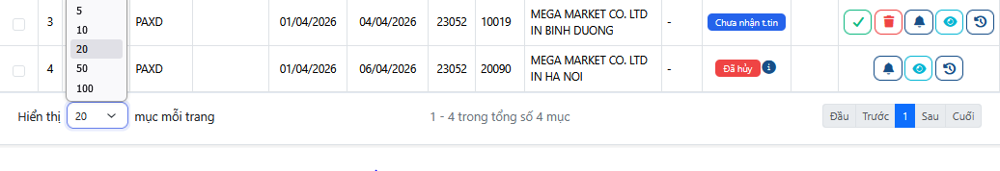 3 PAXD 01/04/2026 04/04/2026 23052 10019 MEGA MARKET CO. LTD IN BINH DUONG - Chưa nhận t.tin
4 PAXD 01/04/2026 06/04/2026 23052 20090 MEGA MARKET CO. LTD IN HA NOI - Đã hủy
5
10
20
50
100
Hiển thị 20 mục mỗi trang 1 - 4 trong tổng số 4 mục Đầu Trước 1 Sau Cuối